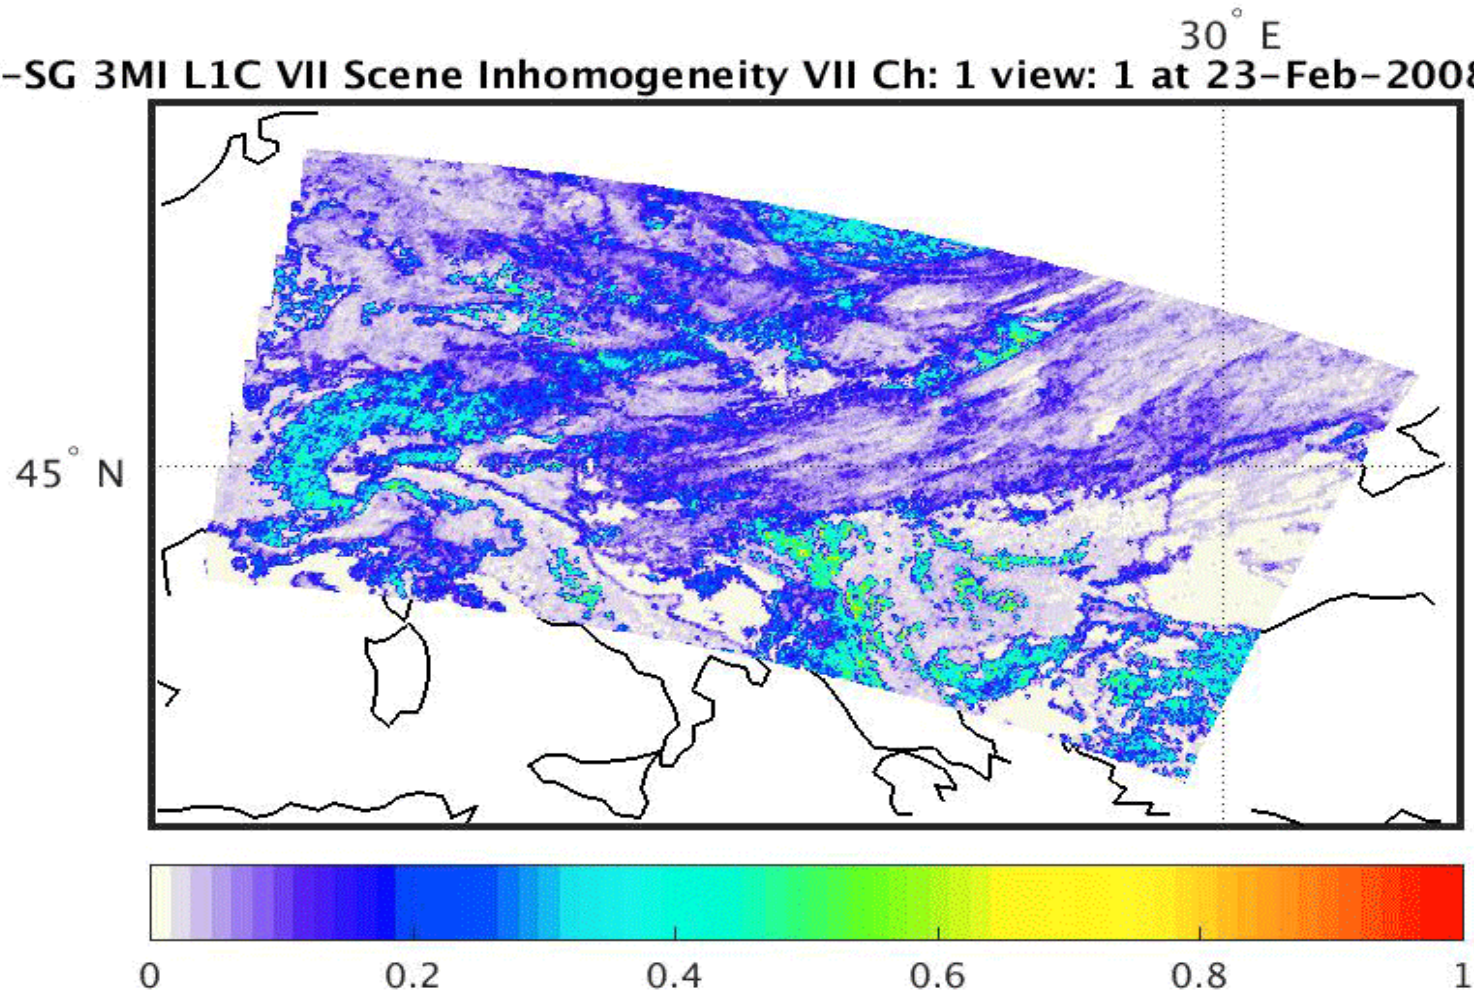 30° E
-SG 3MI L1C VII Scene Inhomogeneity VII Ch: 1 view: 1 at 23-Feb-2008
45° N
0 0.2 0.4 0.6 0.8 1